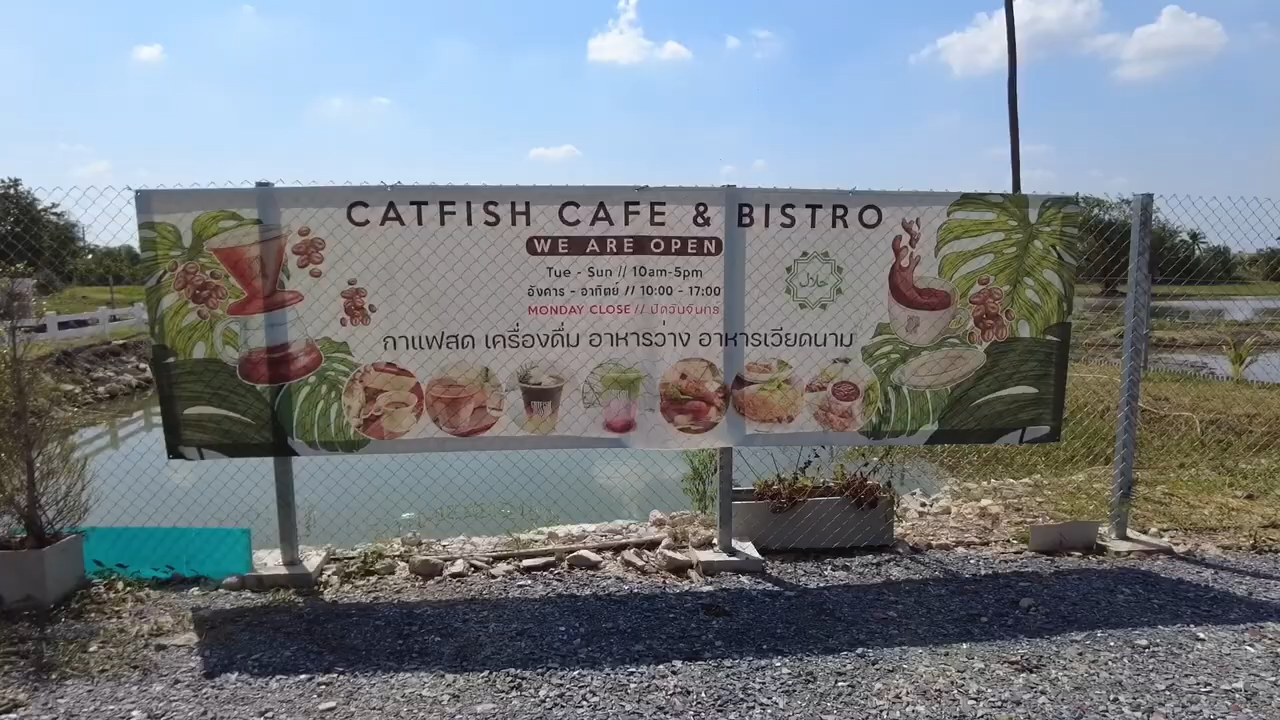 CATFISH CAFE & BISTRO
WE ARE OPEN
Tue - Sun // 10am-5pm
อังคาร - อาทิตย์ // 10:00 - 17:00
MONDAY CLOSE // ปิดวันจันทร์
حلال
กาแฟสด เครื่องดื่ม อาหารว่าง อาหารเวียดนาม